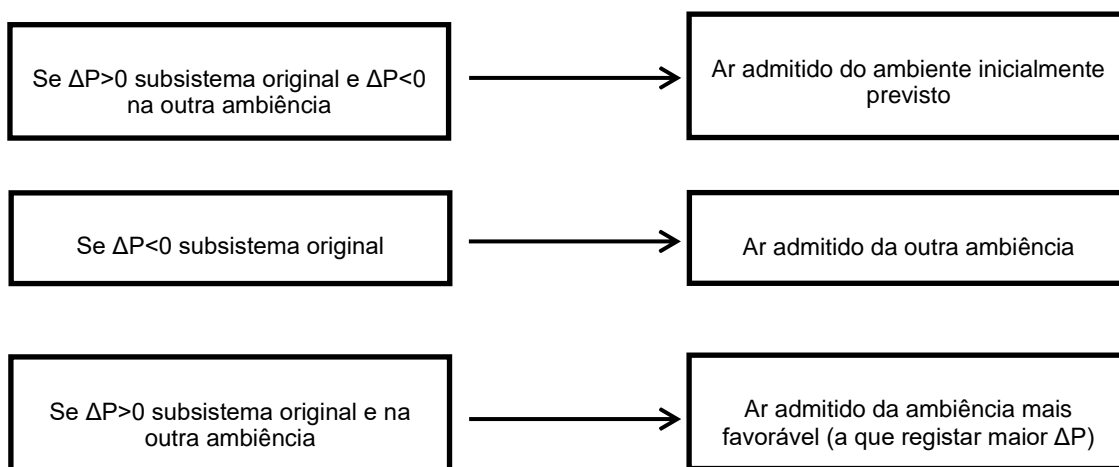 Se ΔP>0 subsistema original e ΔP<0
na outra ambiência
Ar admitido do ambiente inicialmente
previsto
Se ΔP<0 subsistema original
Ar admitido da outra ambiência
Se ΔP>0 subsistema original e na
outra ambiência
Ar admitido da ambiência mais
favorável (a que registar maior ΔP)